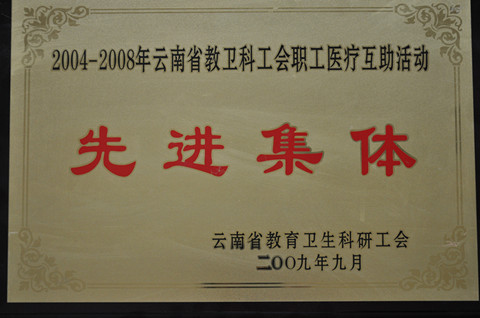 2004-2008年云南省教卫科工会职工医疗互助活动
先进集体
云南省教育卫生科研工会
二〇〇九年九月